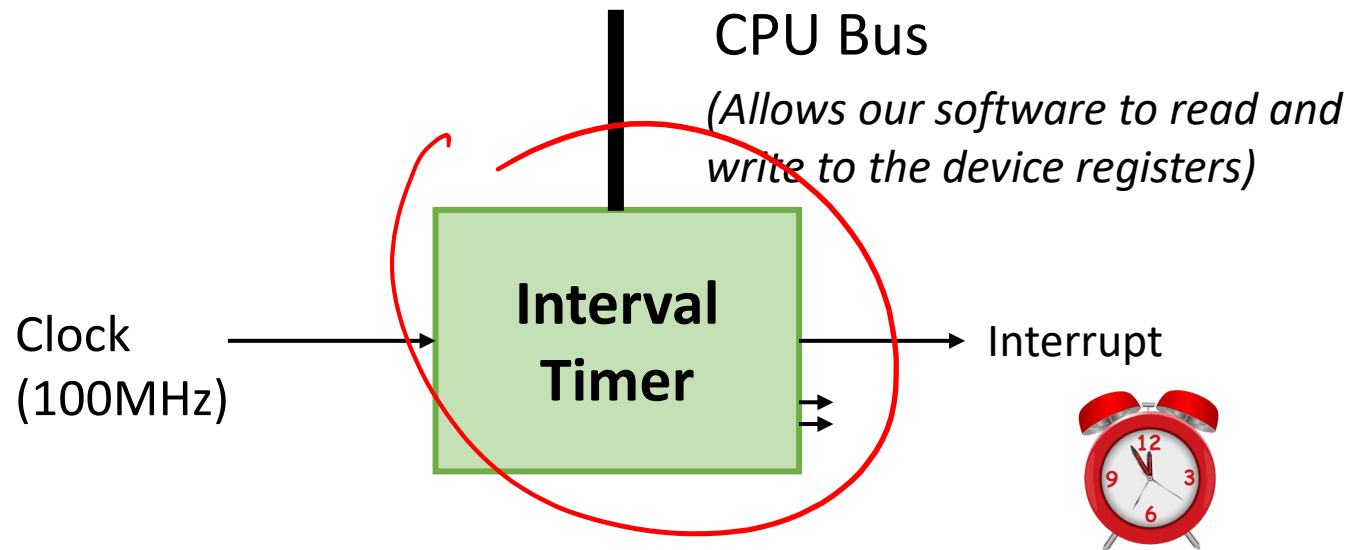 CPU Bus
(Allows our software to read and
write to the device registers)
Interval
Timer
Clock
(100MHz)
Interrupt
12
9
3
6